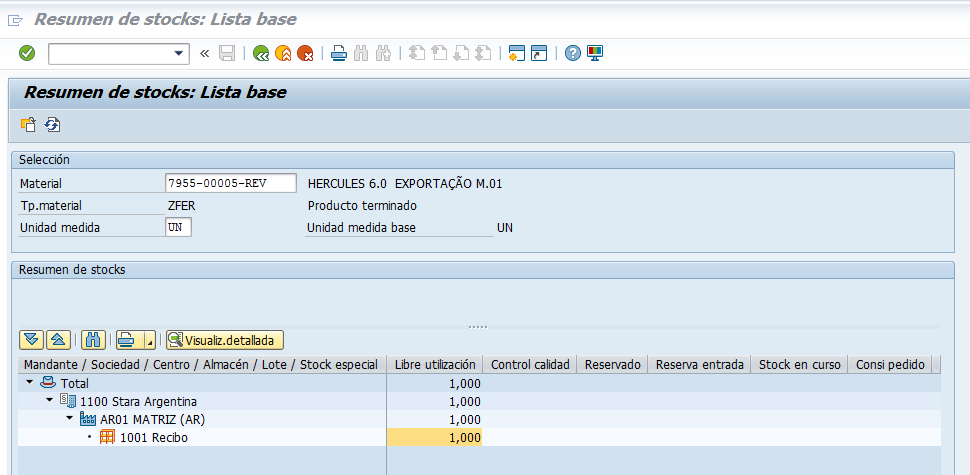 Resumen de stocks: Lista base
Resumen de stocks: Lista base
Selección
Material 7955-00005-REV HERCULES 6.0 EXPORTAÇÃO M.01
Tp.material ZFER Producto terminado
Unidad medida UN Unidad medida base UN
Resumen de stocks
Visualiz.detallada
Mandante / Sociedad / Centro / Almacén / Lote / Stock especial Libre utilización Control calidad Reservado Reserva entrada Stock en curso Consi pedido
Total 1,000
1100 Stara Argentina 1,000
AR01 MATRIZ (AR) 1,000
1001 Recibo 1,000